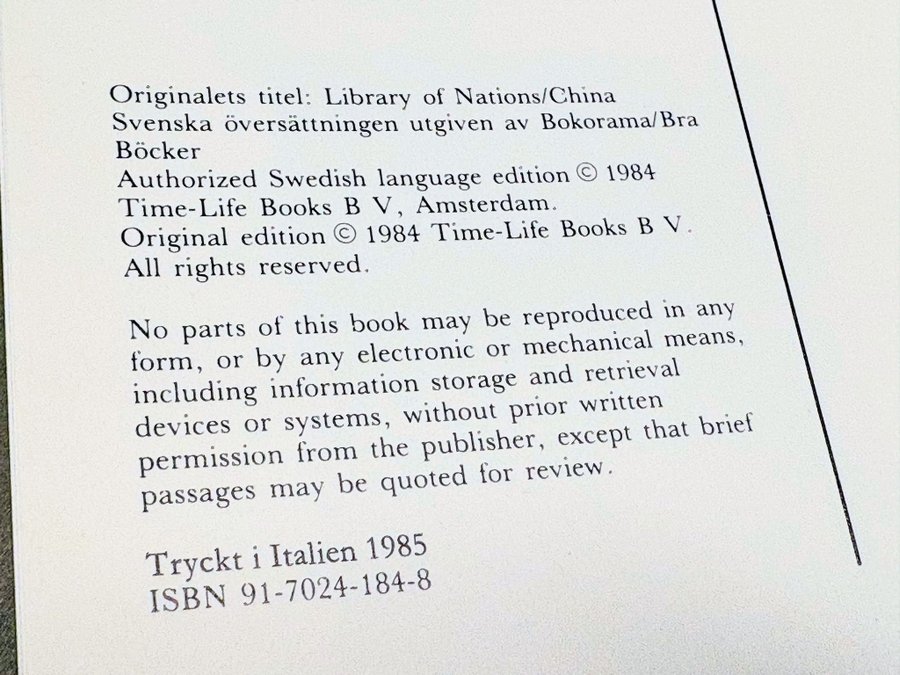 Originalets titel: Library of Nations/China
Svenska översättningen utgiven av Bokorama/Bra
Böcker
Authorized Swedish language edition © 1984
Time-Life Books B V, Amsterdam.
Original edition © 1984 Time-Life Books B V.
All rights reserved.
No parts of this book may be reproduced in any
form, or by any electronic or mechanical means,
including information storage and retrieval
devices or systems, without prior written
permission from the publisher, except that brief
passages may be quoted for review.
Tryckt i Italien 1985
ISBN 91-7024-184-8